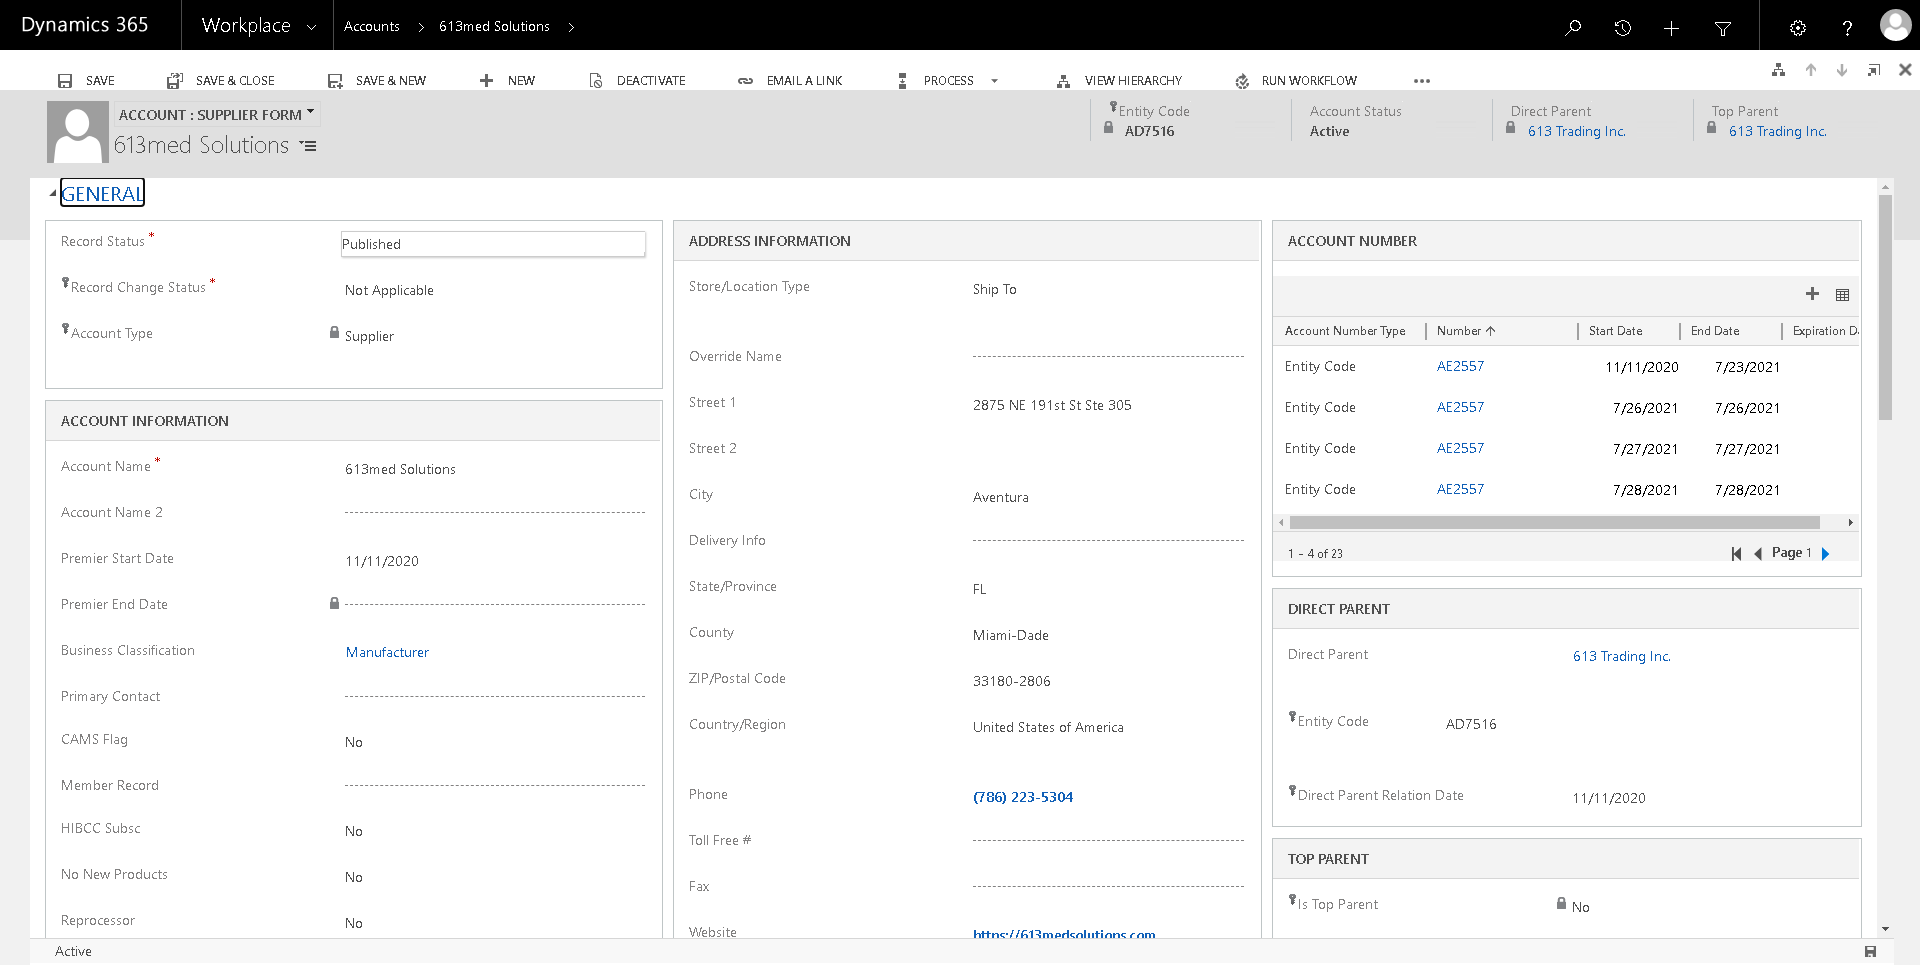 Dynamics 365 Workplace Accounts 613med Solutions
SAVE SAVE & CLOSE SAVE & NEW NEW DEACTIVATE EMAIL A LINK PROCESS VIEW HIERARCHY RUN WORKFLOW
ACCOUNT : SUPPLIER FORM
613med Solutions
Entity Code
AD7516
Account Status
Active
Direct Parent
613 Trading Inc.
Top Parent
613 Trading Inc.
GENERAL
Record Status * Published
Record Change Status * Not Applicable
Account Type Supplier
ACCOUNT INFORMATION
Account Name * 613med Solutions
Account Name 2
Premier Start Date 11/11/2020
Premier End Date
Business Classification Manufacturer
Primary Contact
CAMS Flag No
Member Record
HIBCC Subsc No
No New Products No
Reprocessor No
ADDRESS INFORMATION
Store/Location Type Ship To
Override Name
Street 1 2875 NE 191st St Ste 305
Street 2
City Aventura
Delivery Info
State/Province FL
County Miami-Dade
ZIP/Postal Code 33180-2806
Country/Region United States of America
Phone (786) 223-5304
Toll Free #
Fax
Website https://613medsolutions.com
ACCOUNT NUMBER
Account Number Type Number Start Date End Date Expiration D
Entity Code AE2557 11/11/2020 7/23/2021
Entity Code AE2557 7/26/2021 7/26/2021
Entity Code AE2557 7/27/2021 7/27/2021
Entity Code AE2557 7/28/2021 7/28/2021
1 - 4 of 23 Page 1
DIRECT PARENT
Direct Parent 613 Trading Inc.
Entity Code AD7516
Direct Parent Relation Date 11/11/2020
TOP PARENT
Is Top Parent No
Active